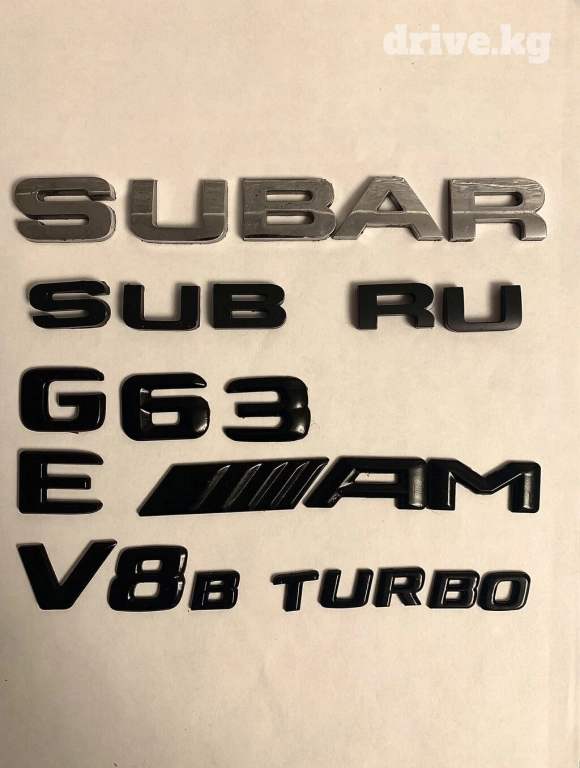 drive.kg
SUBAR
SUB RU
G63
E AM
V8B TURBO